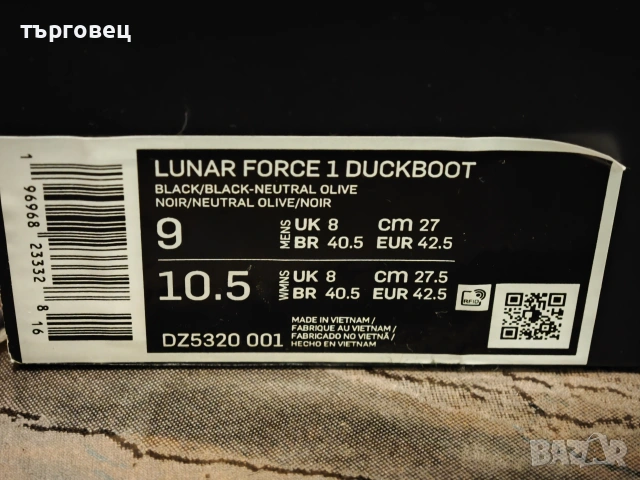 търговец
1 96968 23332 8 16
LUNAR FORCE 1 DUCKBOOT
BLACK/BLACK-NEUTRAL OLIVE
NOIR/NEUTRAL OLIVE/NOIR
9 MENS UK 8 cm 27
BR 40.5 EUR 42.5
10.5 WMNS UK 8 cm 27.5
BR 40.5 EUR 42.5
RFID
MADE IN VIETNAM /
FABRIQUE AU VIETNAM /
FABRICADO NO VIETNÃ /
HECHO EN VIETNAM
DZ5320 001
BAZAR